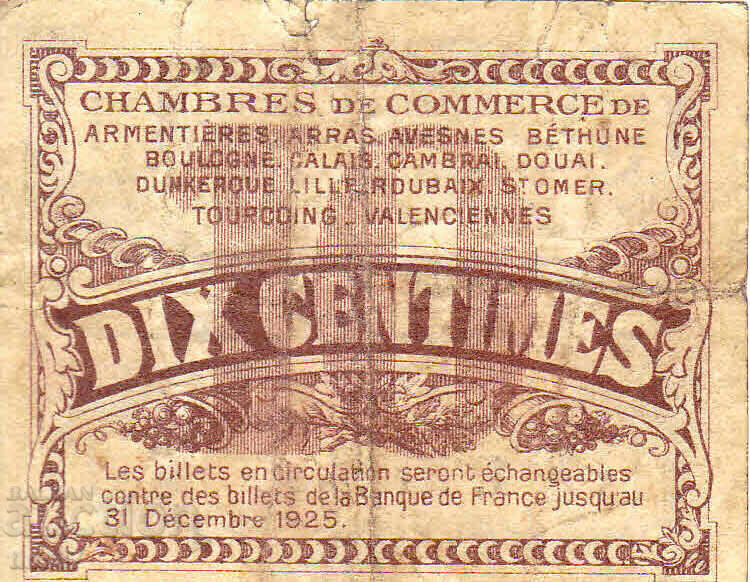 CHAMBRES DE COMMERCE DE
ARMENTIÈRES. ARRAS. AVESNES BÉTHUNE
BOULOGNE. CALAIS. CAMBRAI. DOUAI.
DUNKERQUE. LILLE. ROUBAIX. ST OMER.
TOURCOING _ VALENCIENNES
10
DIX CENTIMES
Les billets en circulation seront échangeables
contre des billets de la Banque de France jusqu'au
31 Décembre 1925.